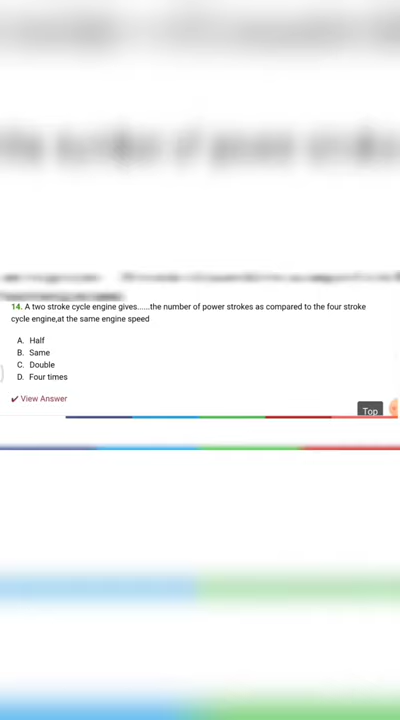 14. A two stroke cycle engine gives......the number of power strokes as compared to the four stroke
cycle engine,at the same engine speed
A. Half
B. Same
C. Double
D. Four times
✔ View Answer
Top